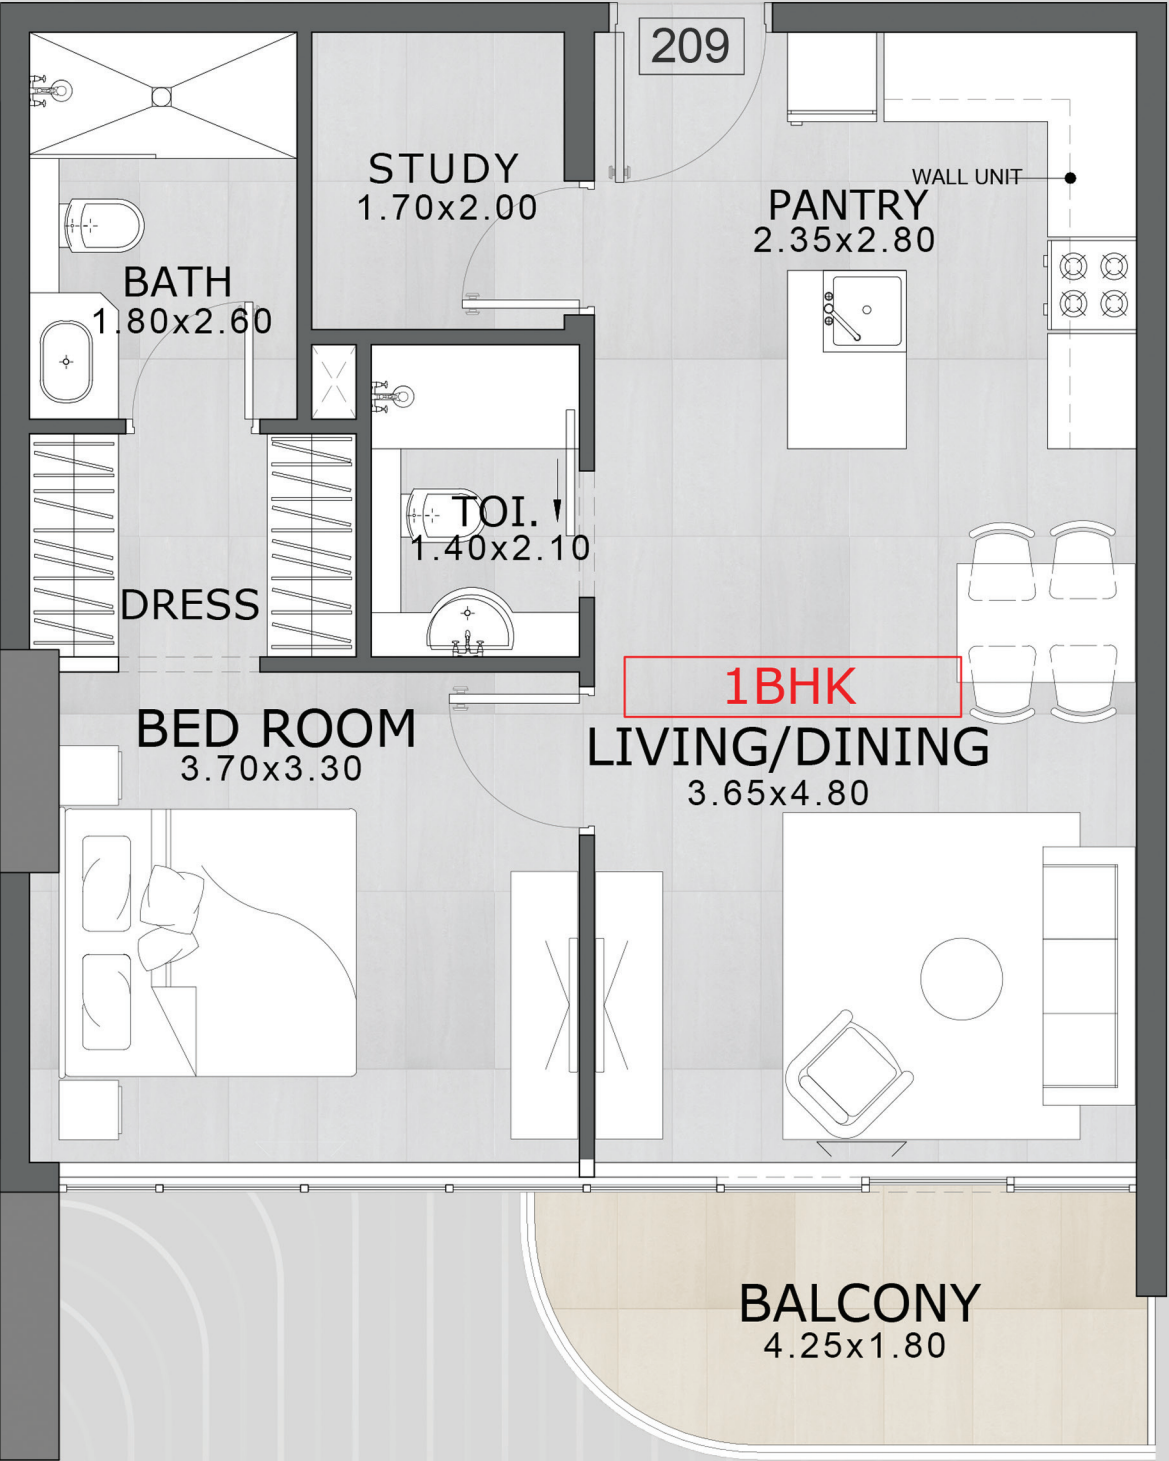 209
STUDY
1.70x2.00
WALL UNIT
PANTRY
2.35x2.80
BATH
1.80x2.60
TOI.
1.40x2.10
DRESS
1BHK
BED ROOM
3.70x3.30
LIVING/DINING
3.65x4.80
BALCONY
4.25x1.80